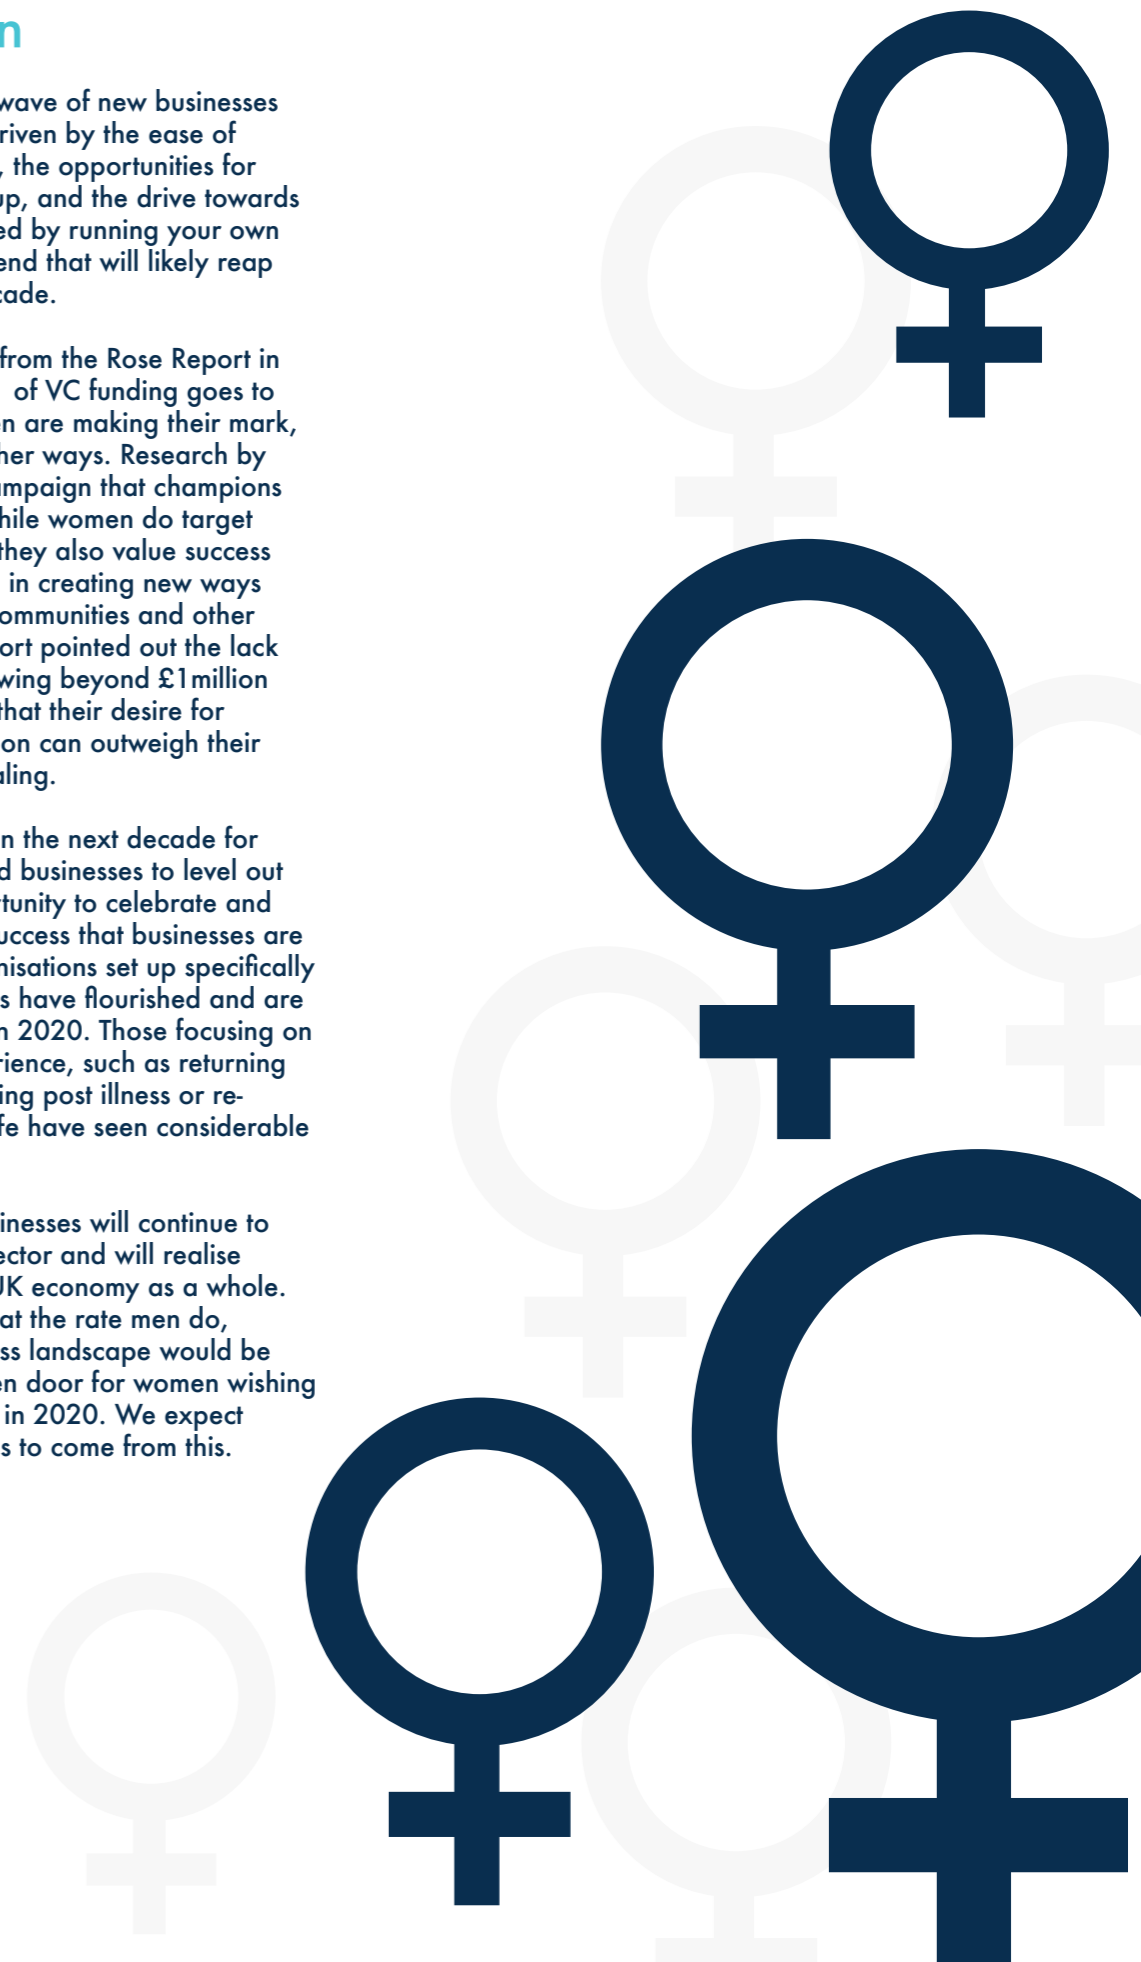 n
wave of new businesses
riven by the ease of
, the opportunities for
up, and the drive towards
ed by running your own
end that will likely reap
cade.
from the Rose Report in
of VC funding goes to
en are making their mark,
her ways. Research by
ampaign that champions
hile women do target
they also value success
in creating new ways
ommunities and other
ort pointed out the lack
wing beyond £1million
that their desire for
on can outweigh their
aling.
n the next decade for
d businesses to level out
tunity to celebrate and
uccess that businesses are
nisations set up specifically
s have flourished and are
n 2020. Those focusing on
rience, such as returning
ing post illness or re-
fe have seen considerable
inesses will continue to
ector and will realise
UK economy as a whole.
at the rate men do,
ss landscape would be
en door for women wishing
in 2020. We expect
s to come from this.